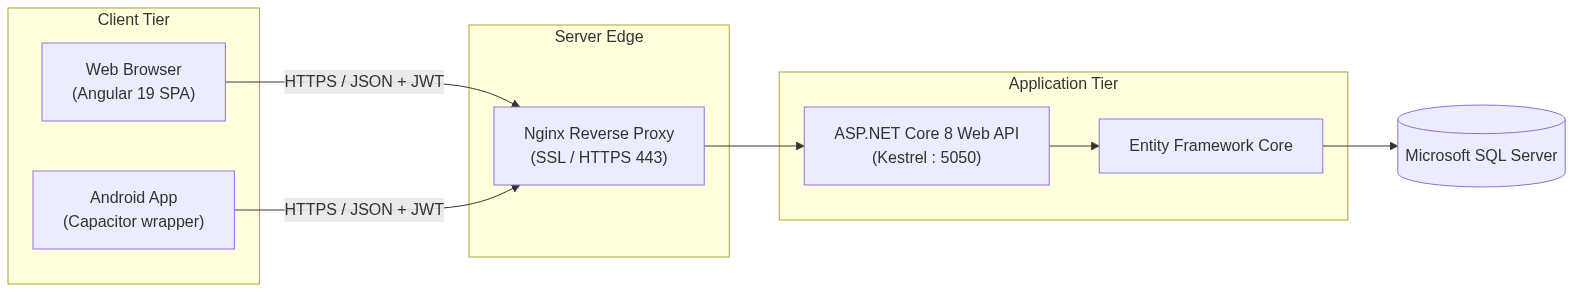 Client Tier
Web Browser
(Angular 19 SPA)
Android App
(Capacitor wrapper)
HTTPS / JSON + JWT
HTTPS / JSON + JWT
Server Edge
Nginx Reverse Proxy
(SSL / HTTPS 443)
Application Tier
ASP.NET Core 8 Web API
(Kestrel : 5050)
Entity Framework Core
Microsoft SQL Server